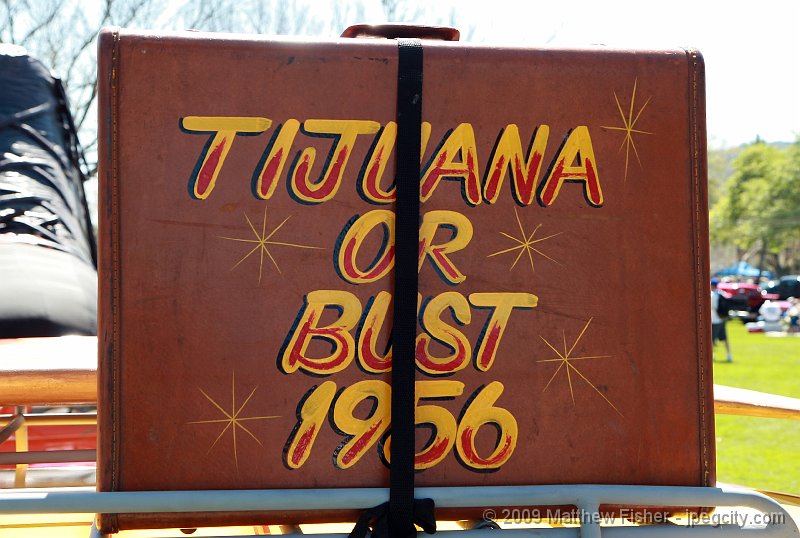 TIJUANA
OR
BUST
1956
© 2009 Matthew Fisher - jpegcity.com